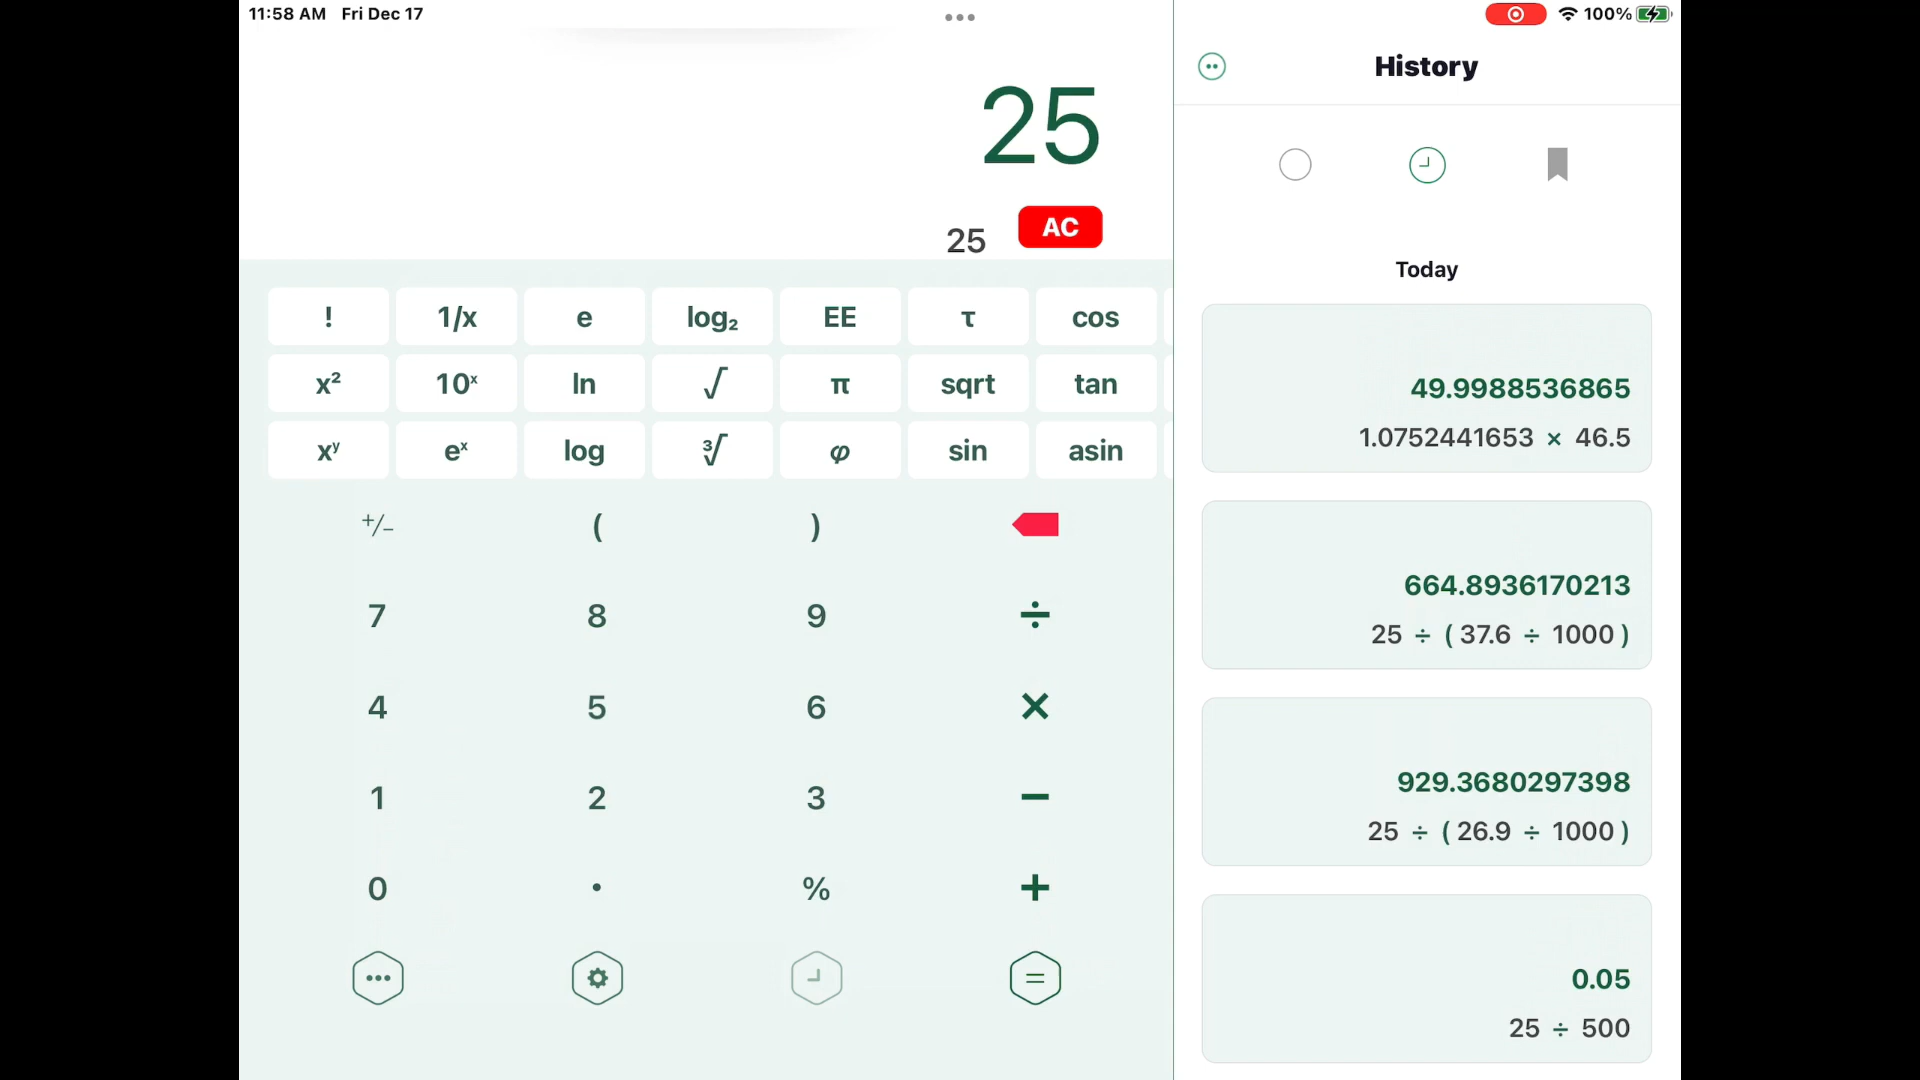 11:58 AM Fri Dec 17
100%
25
25
AC
! 1/x e log₂ EE τ cos
x² 10ˣ ln √ π sqrt tan
xʸ eˣ log ∛ φ sin asin
+/− ( )
7 8 9 ÷
4 5 6 ×
1 2 3 −
0 . % +
=
History
Today
49.9988536865
1.0752441653 × 46.5
664.8936170213
25 ÷ ( 37.6 ÷ 1000 )
929.3680297398
25 ÷ ( 26.9 ÷ 1000 )
0.05
25 ÷ 500